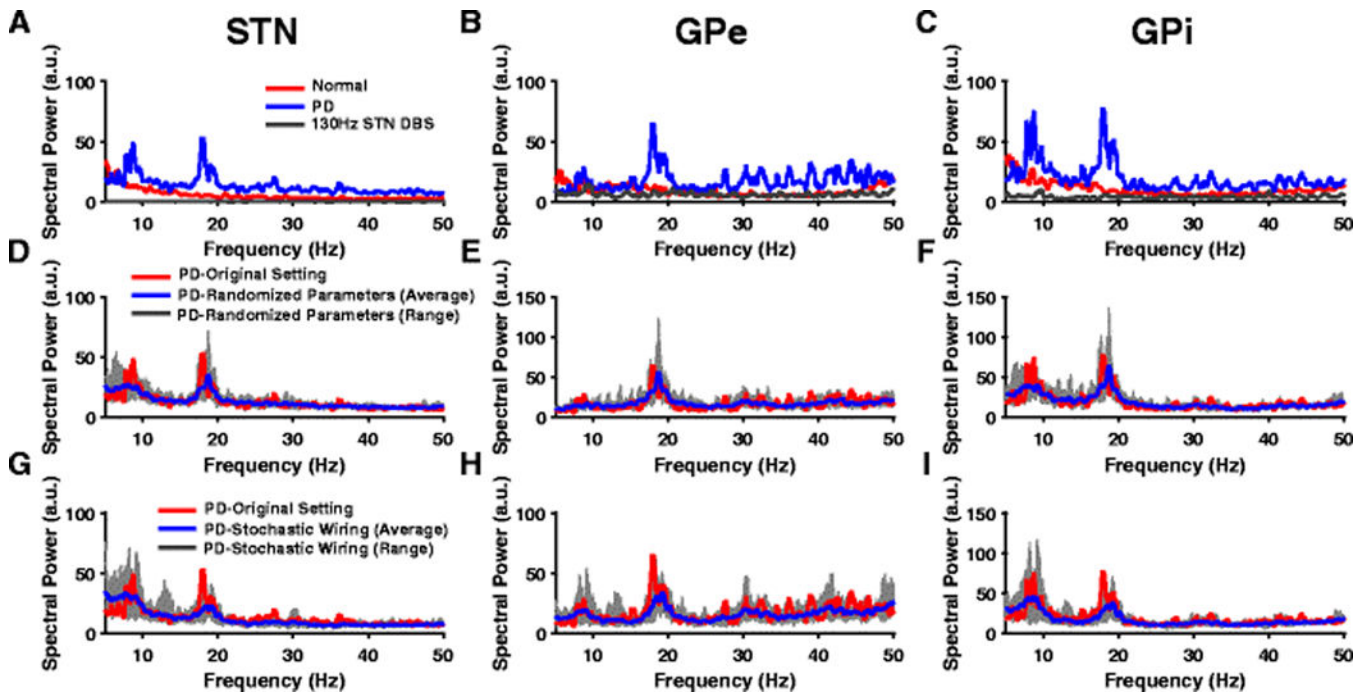 A STN B GPe C GPi
Spectral Power (a.u.)
100
50
0
Normal
PD
130Hz STN DBS
10 20 30 40 50
Frequency (Hz)
Spectral Power (a.u.)
100
50
0
10 20 30 40 50
Frequency (Hz)
Spectral Power (a.u.)
100
50
0
10 20 30 40 50
Frequency (Hz)
D
Spectral Power (a.u.)
100
50
0
PD-Original Setting
PD-Randomized Parameters (Average)
PD-Randomized Parameters (Range)
10 20 30 40 50
Frequency (Hz)
E
Spectral Power (a.u.)
150
100
50
0
10 20 30 40 50
Frequency (Hz)
F
Spectral Power (a.u.)
150
100
50
0
10 20 30 40 50
Frequency (Hz)
G
Spectral Power (a.u.)
100
50
0
PD-Original Setting
PD-Stochastic Wiring (Average)
PD-Stochastic Wiring (Range)
10 20 30 40 50
Frequency (Hz)
H
Spectral Power (a.u.)
100
50
0
10 20 30 40 50
Frequency (Hz)
I
Spectral Power (a.u.)
150
100
50
0
10 20 30 40 50
Frequency (Hz)